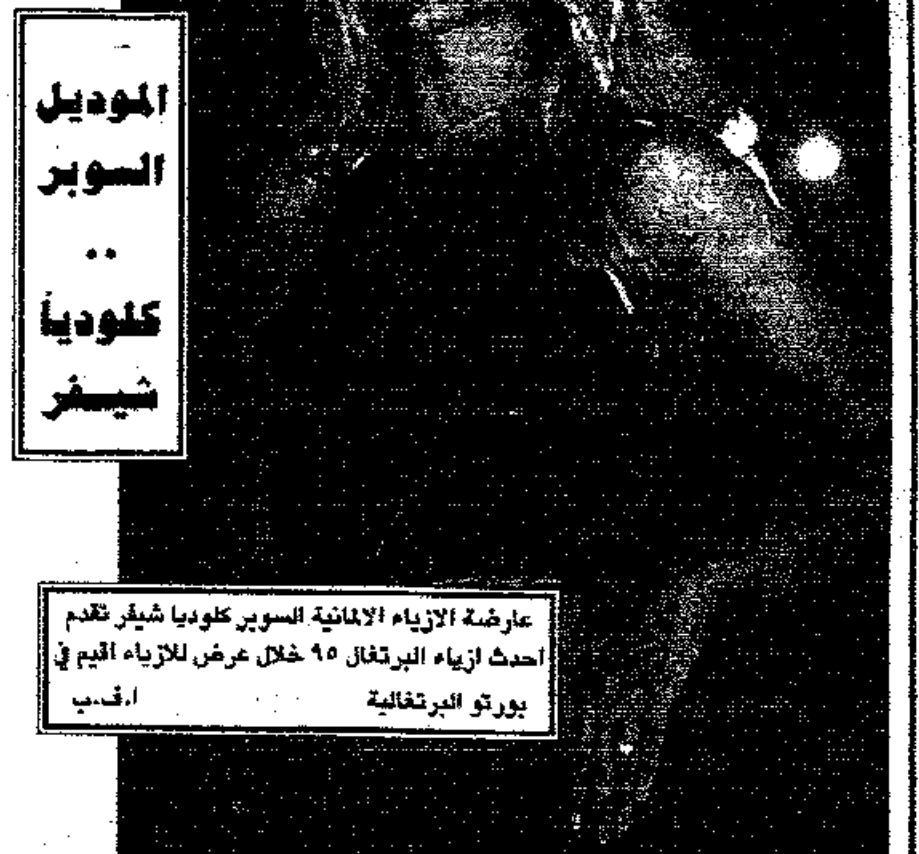 الموديل
السوبر
..
كلوديا
شيفر
عارضة الازياء الالمانية السوبر كلوديا شيفر تقدم
احدث ازياء البرتغال ٩٥ خلال عرض للازياء اقيم في
بورتو البرتغالية ا.ف.ب